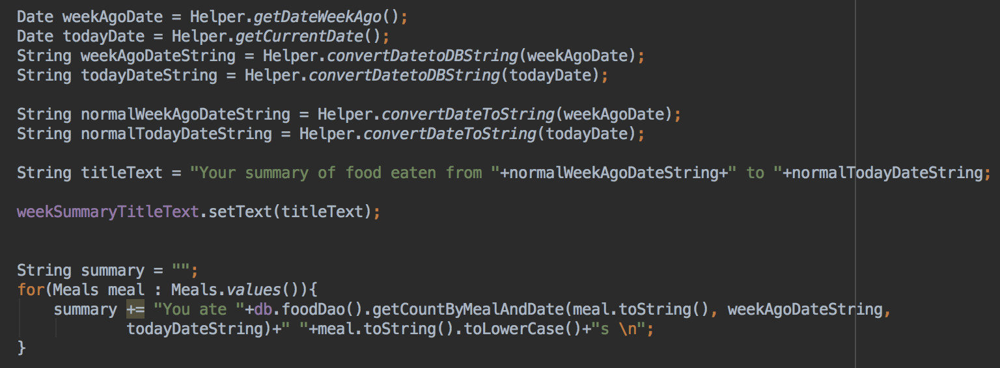 Date weekAgoDate = Helper.getDateWeekAgo();
Date todayDate = Helper.getCurrentDate();
String weekAgoDateString = Helper.convertDatetoDBString(weekAgoDate);
String todayDateString = Helper.convertDatetoDBString(todayDate);
String normalWeekAgoDateString = Helper.convertDateToString(weekAgoDate);
String normalTodayDateString = Helper.convertDateToString(todayDate);
String titleText = "Your summary of food eaten from "+normalWeekAgoDateString+" to "+normalTodayDateString;
weekSummaryTitleText.setText(titleText);
String summary = "";
for(Meals meal : Meals.values()){
summary += "You ate "+db.foodDao().getCountByMealAndDate(meal.toString(), weekAgoDateString,
todayDateString)+" "+meal.toString().toLowerCase()+"s \n";
}